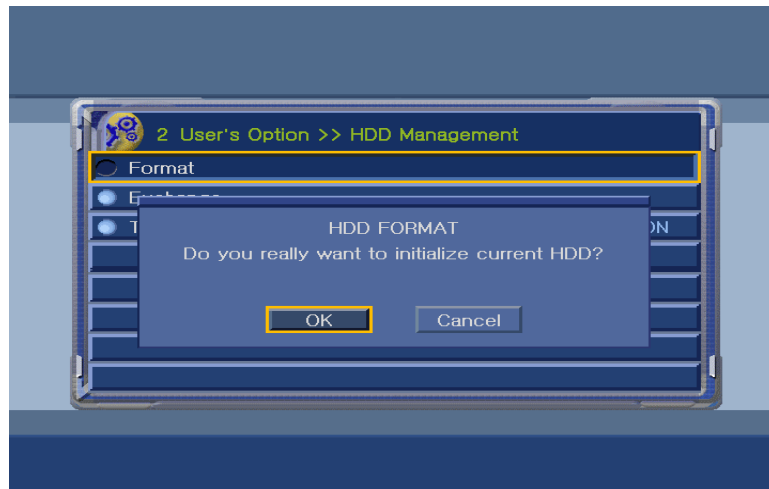 2 User's Option >> HDD Management
Format
HDD FORMAT
Do you really want to initialize current HDD?
OK
Cancel